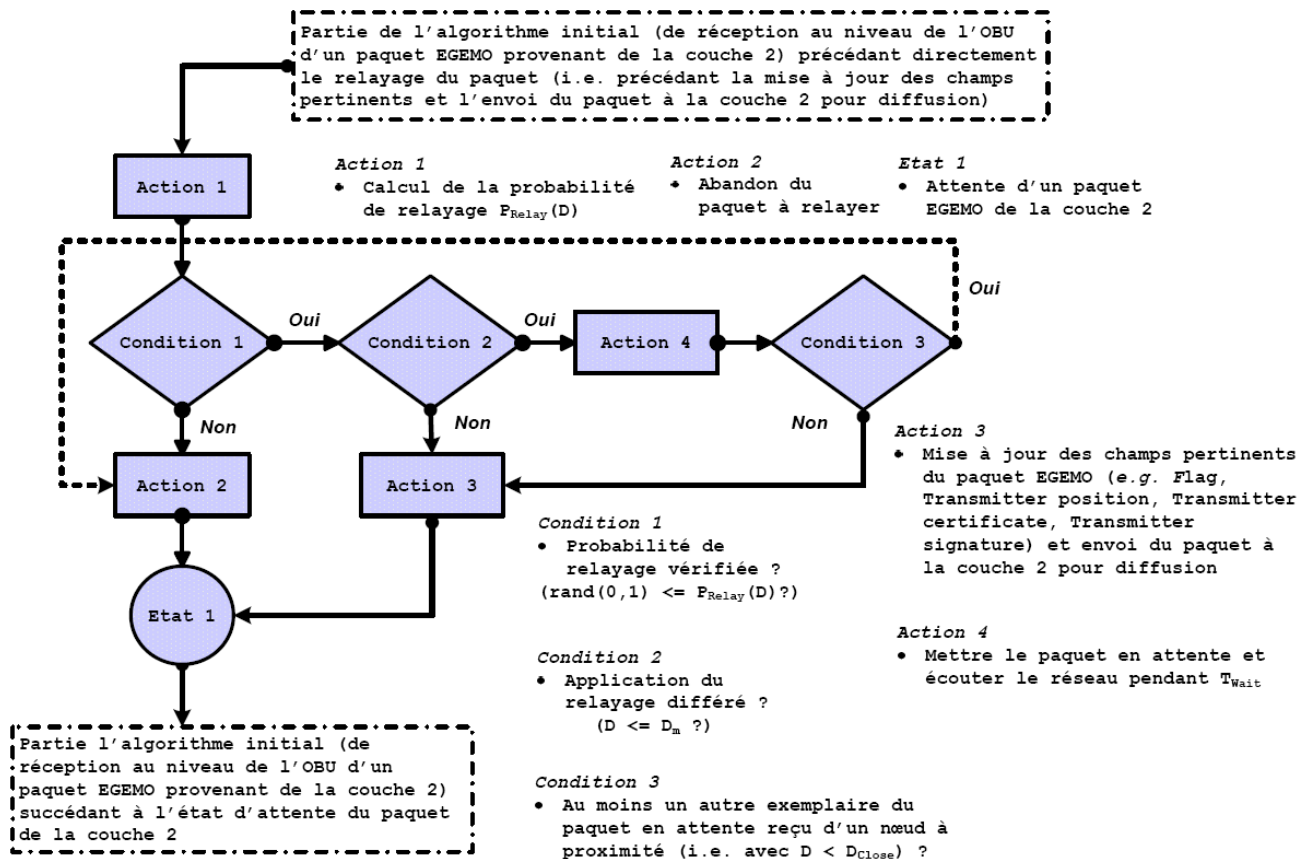 Partie de l'algorithme initial (de réception au niveau de l'OBU
d'un paquet EGEMO provenant de la couche 2) précédant directement
le relayage du paquet (i.e. précédant la mise à jour des champs
pertinents et l'envoi du paquet à la couche 2 pour diffusion)
Action 1
Action 1
• Calcul de la probabilité
de relayage PRelay(D)
Action 2
• Abandon du
paquet à relayer
Etat 1
• Attente d'un paquet
EGEMO de la couche 2
Condition 1
Oui
Condition 2
Oui
Action 4
Condition 3
Oui
Non
Non
Non
Action 2
Action 3
Action 3
• Mise à jour des champs pertinents
du paquet EGEMO (e.g. Flag,
Transmitter position, Transmitter
certificate, Transmitter
signature) et envoi du paquet à
la couche 2 pour diffusion
Condition 1
• Probabilité de
relayage vérifiée ?
(rand(0,1) <= PRelay(D)?)
Etat 1
Condition 2
• Application du
relayage différé ?
(D <= Dm ?)
Action 4
• Mettre le paquet en attente et
écouter le réseau pendant TWait
Partie l'algorithme initial (de
réception au niveau de l'OBU d'un
paquet EGEMO provenant de la couche 2)
succédant à l'état d'attente du paquet
de la couche 2
Condition 3
• Au moins un autre exemplaire du
paquet en attente reçu d'un nœud à
proximité (i.e. avec D < DClose) ?